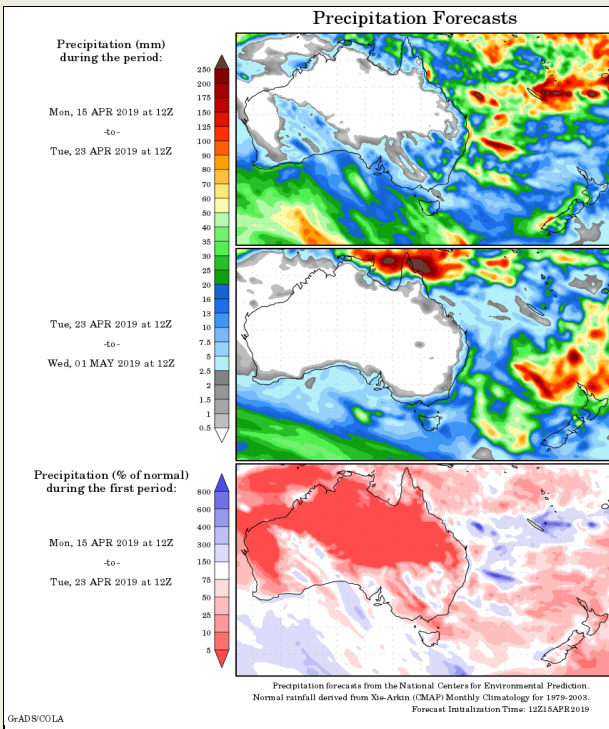 Precipitation Forecasts
Precipitation (mm)
during the period:
Mon, 15 APR 2019 at 12Z
-to-
Tue, 23 APR 2019 at 12Z
250
200
175
150
125
100
90
80
70
60
50
40
35
30
25
20
16
13
10
7.5
5
2.5
2
1.5
1
0.5
Tue, 23 APR 2019 at 12Z
-to-
Wed, 01 MAY 2019 at 12Z
Precipitation (% of normal)
during the first period:
Mon, 15 APR 2019 at 12Z
-to-
Tue, 23 APR 2019 at 12Z
800
600
400
300
150
75
50
25
10
5
Precipitation forecasts from the National Centers for Environmental Prediction.
Normal rainfall derived from Xie-Arkin (CMAP) Monthly Climatology for 1979-2003.
Forecast Initialization Time: 12Z15APR2019
GrADS/COLA